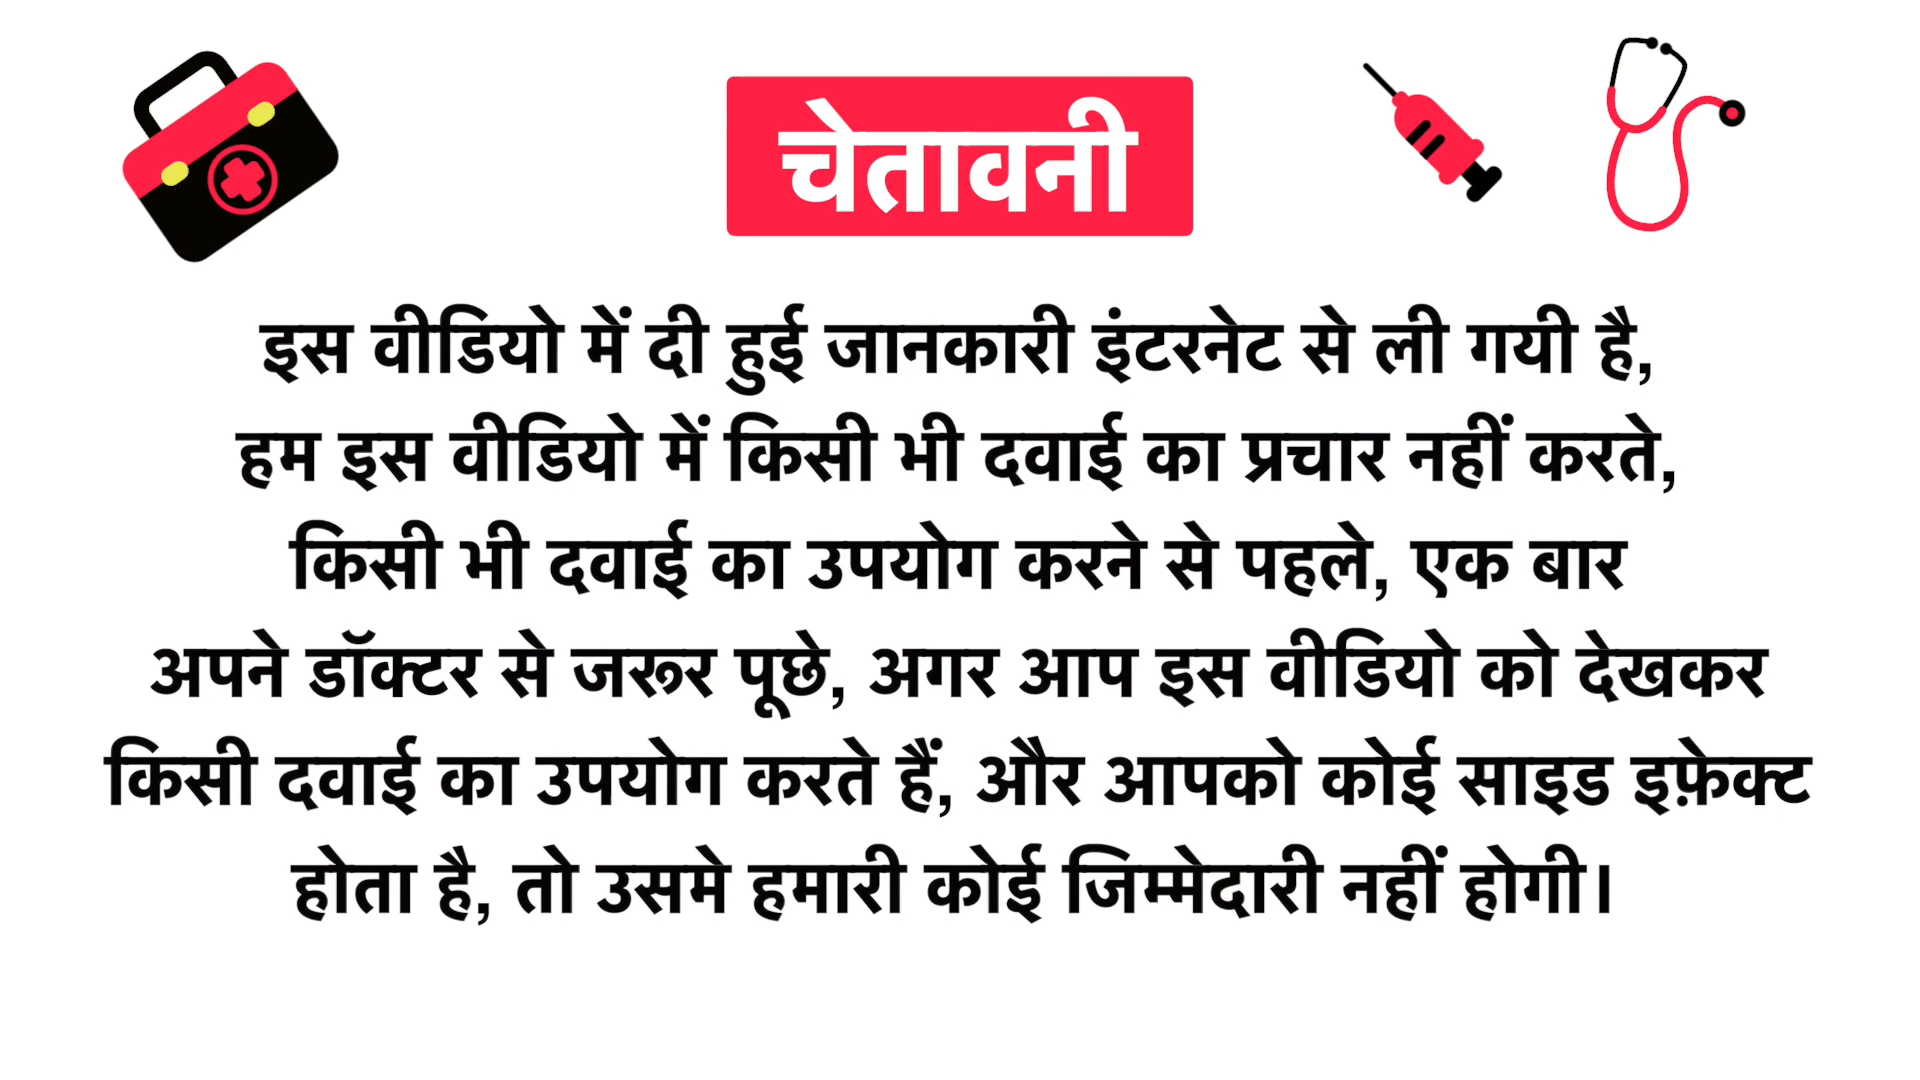 चेतावनी
इस वीडियो में दी हुई जानकारी इंटरनेट से ली गयी है,
हम इस वीडियो में किसी भी दवाई का प्रचार नहीं करते,
किसी भी दवाई का उपयोग करने से पहले, एक बार
अपने डॉक्टर से जरूर पूछे, अगर आप इस वीडियो को देखकर
किसी दवाई का उपयोग करते हैं, और आपको कोई साइड इफ़ेक्ट
होता है, तो उसमे हमारी कोई जिम्मेदारी नहीं होगी।